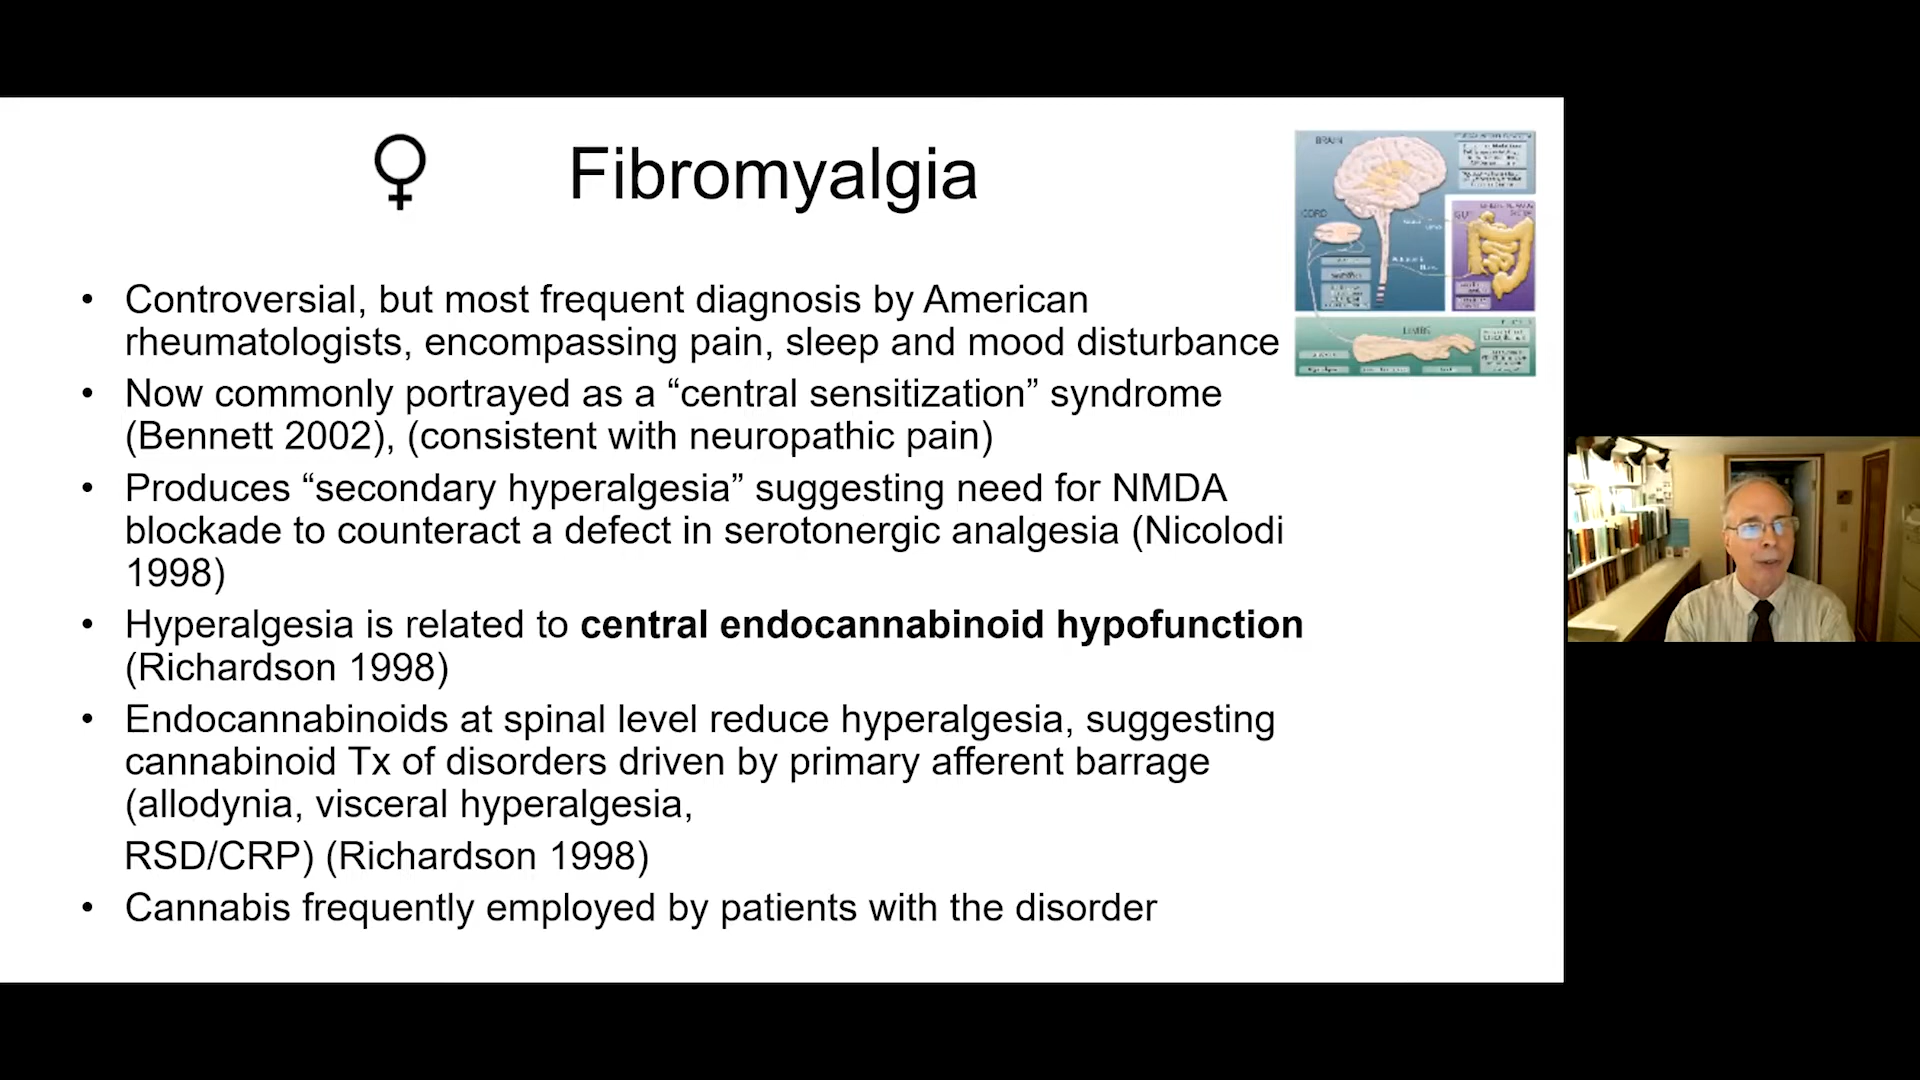 ♀ Fibromyalgia
• Controversial, but most frequent diagnosis by American
rheumatologists, encompassing pain, sleep and mood disturbance
• Now commonly portrayed as a “central sensitization” syndrome
(Bennett 2002), (consistent with neuropathic pain)
• Produces “secondary hyperalgesia” suggesting need for NMDA
blockade to counteract a defect in serotonergic analgesia (Nicolodi
1998)
• Hyperalgesia is related to central endocannabinoid hypofunction
(Richardson 1998)
• Endocannabinoids at spinal level reduce hyperalgesia, suggesting
cannabinoid Tx of disorders driven by primary afferent barrage
(allodynia, visceral hyperalgesia,
RSD/CRP) (Richardson 1998)
• Cannabis frequently employed by patients with the disorder
BRAIN
CORD
GUT
LIMBS